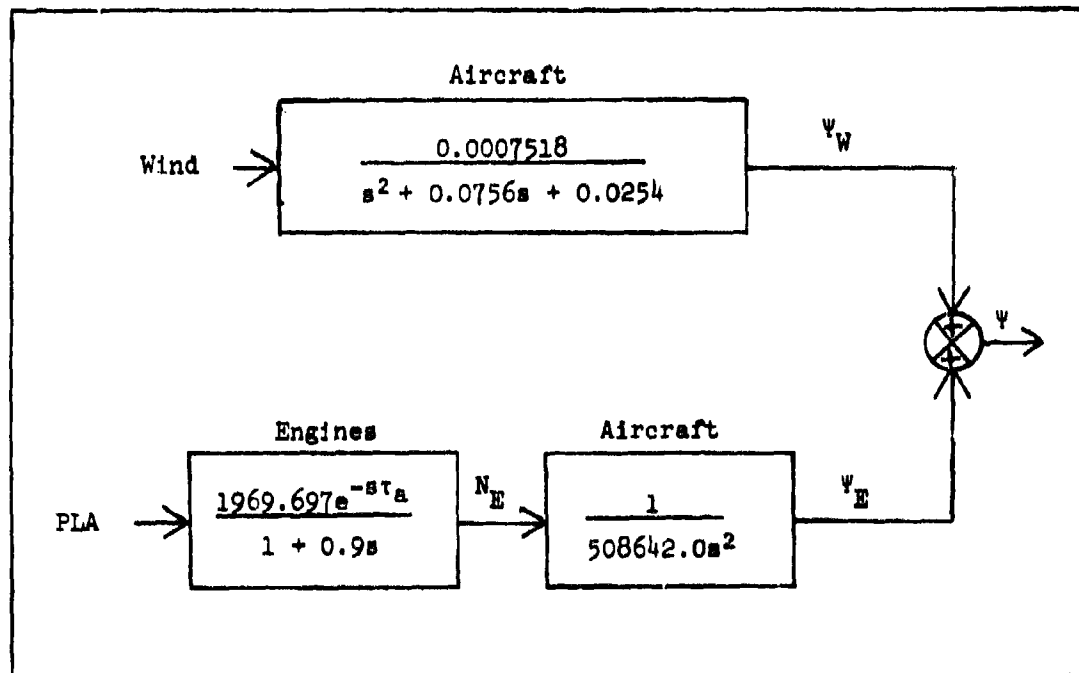 Aircraft
Wind
0.0007518
s² + 0.0756s + 0.0254
Ψ_W
+
+
Ψ
Engines
Aircraft
PLA
1969.697e^{-sτ_a}
1 + 0.9s
N_E
1
508642.0s²
Ψ_E